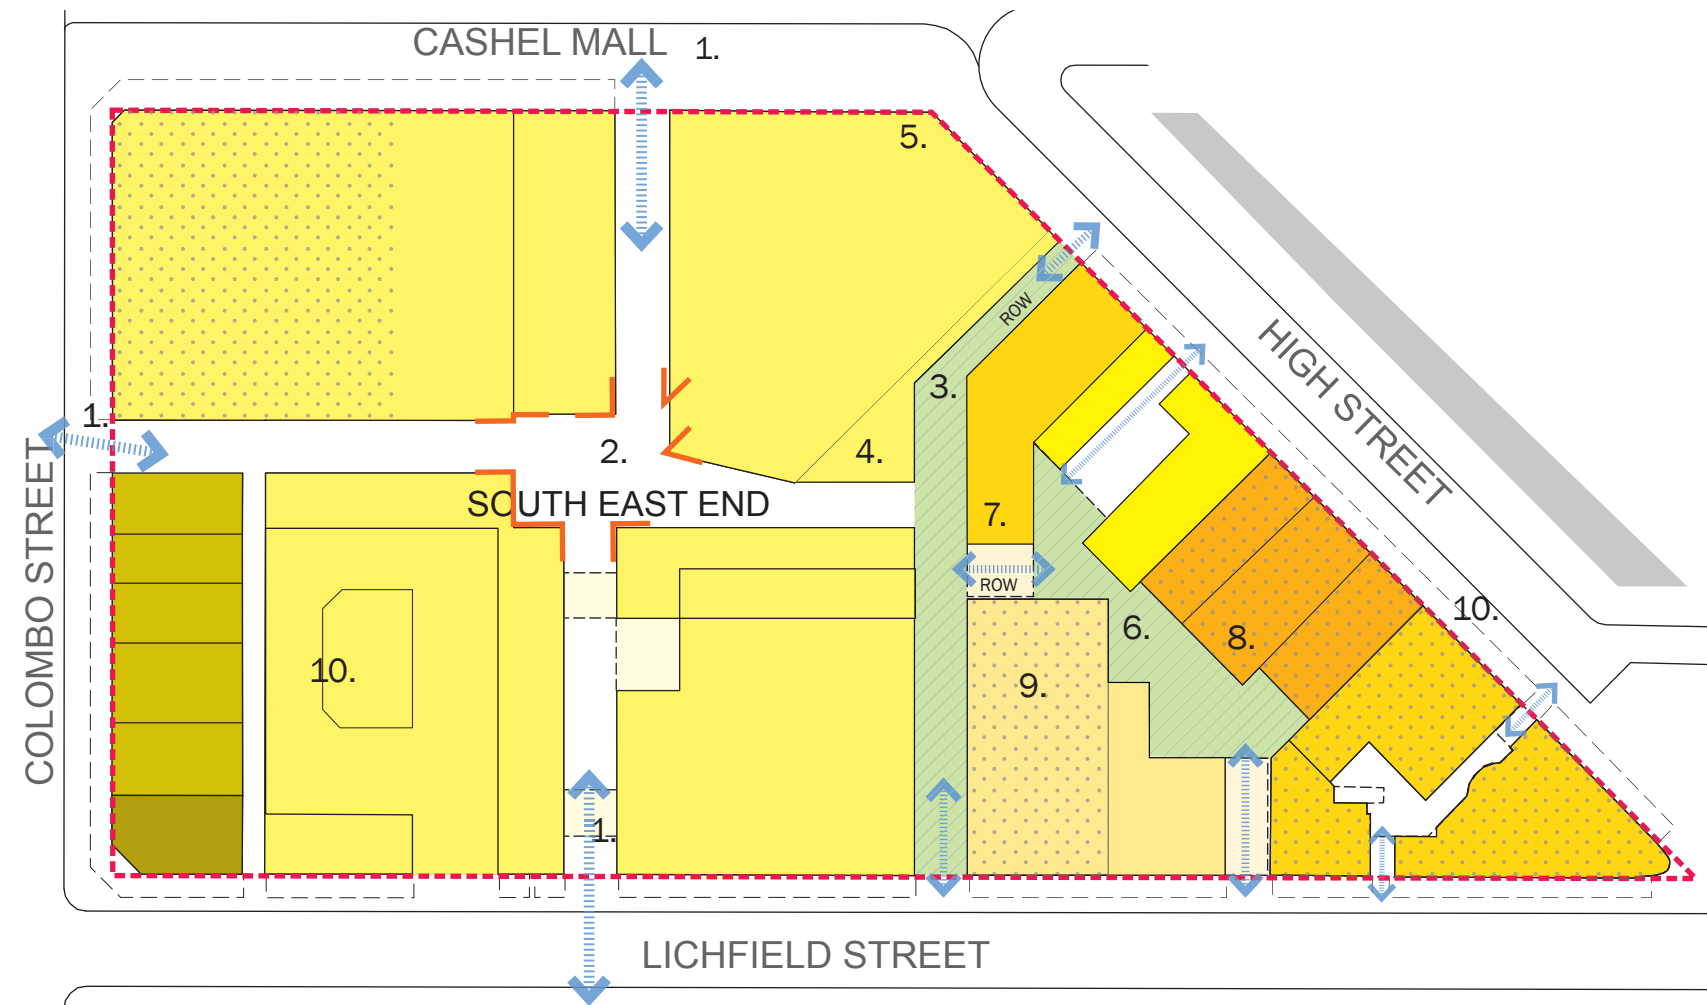 CASHEL MALL 1.
5.
ROW
HIGH STREET
3.
1.
2.
4.
COLOMBO STREET
SOUTH EAST END
7.
ROW
10.
6.
8.
10.
9.
1.
LICHFIELD STREET